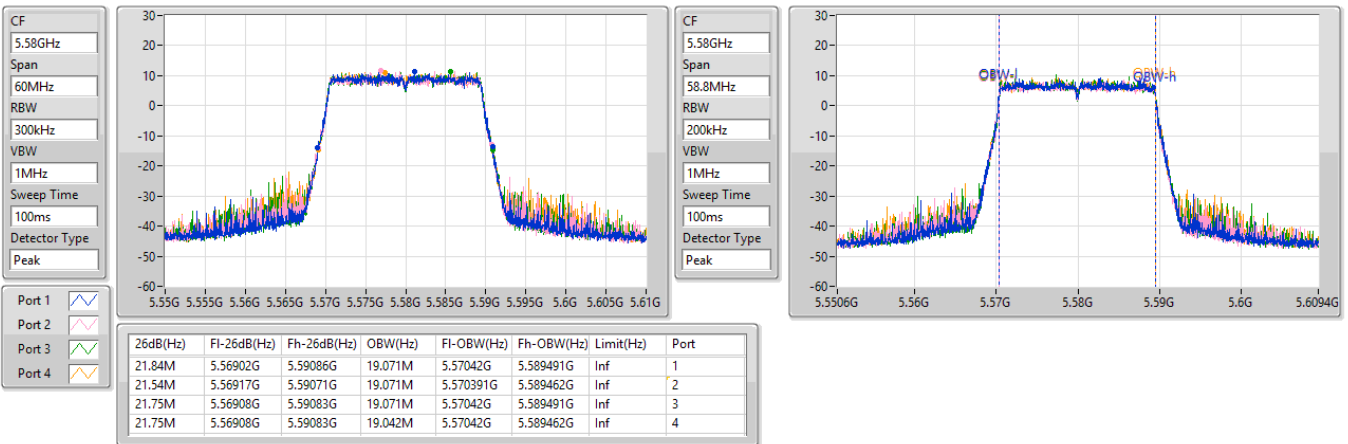 CF
5.58GHz
Span
60MHz
RBW
300kHz
VBW
1MHz
Sweep Time
100ms
Detector Type
Peak
30-
20-
10-
0-
-10-
-20-
-30-
-40-
-50-
-60-
5.55G 5.555G 5.56G 5.565G 5.57G 5.575G 5.58G 5.585G 5.59G 5.595G 5.6G 5.605G 5.61G
CF
5.58GHz
Span
58.8MHz
RBW
200kHz
VBW
1MHz
Sweep Time
100ms
Detector Type
Peak
30-
20-
10-
0-
-10-
-20-
-30-
-40-
-50-
-60-
OBW-l OBW-h
5.5506G 5.56G 5.57G 5.58G 5.59G 5.6G 5.6094G
Port 1
Port 2
Port 3
Port 4
26dB(Hz) Fl-26dB(Hz) Fh-26dB(Hz) OBW(Hz) Fl-OBW(Hz) Fh-OBW(Hz) Limit(Hz) Port
21.84M 5.56902G 5.59086G 19.071M 5.57042G 5.589491G Inf 1
21.54M 5.56917G 5.59071G 19.071M 5.570391G 5.589462G Inf 2
21.75M 5.56908G 5.59083G 19.071M 5.57042G 5.589491G Inf 3
21.75M 5.56908G 5.59083G 19.042M 5.57042G 5.589462G Inf 4